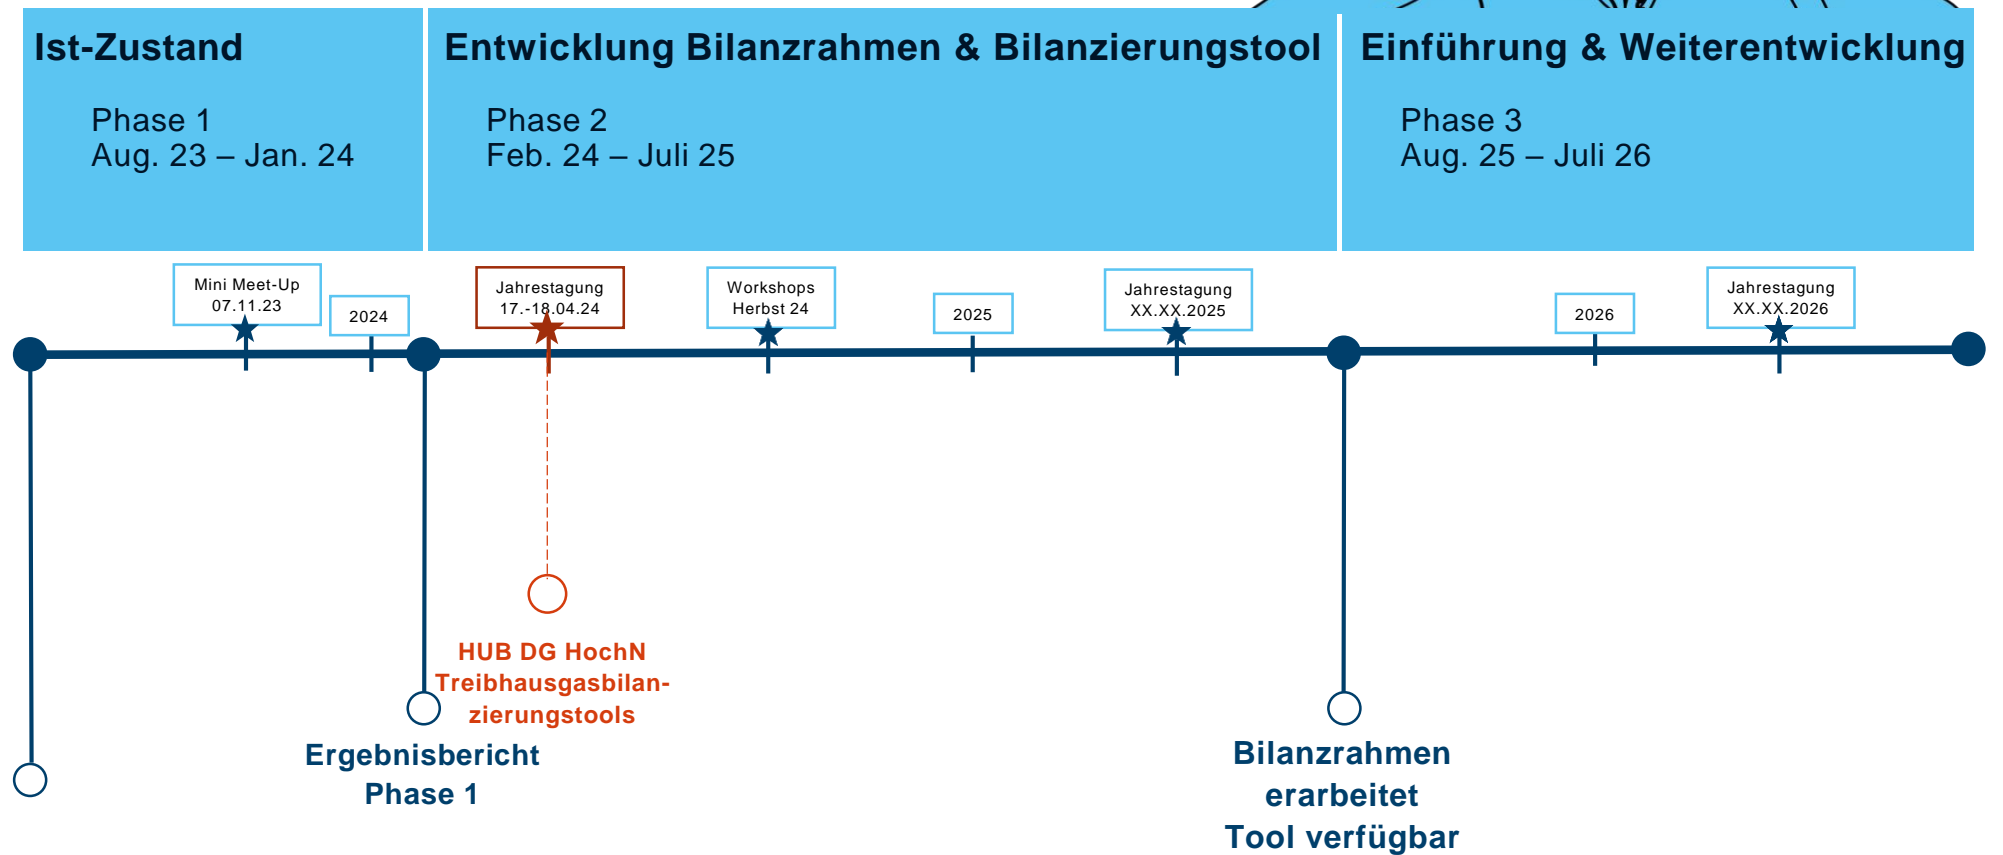 Ist-Zustand
Phase 1
Aug. 23 – Jan. 24
Entwicklung Bilanzrahmen & Bilanzierungstool
Phase 2
Feb. 24 – Juli 25
Einführung & Weiterentwicklung
Phase 3
Aug. 25 – Juli 26
Mini Meet-Up
07.11.23
2024
Jahrestagung
17.-18.04.24
Workshops
Herbst 24
2025
Jahrestagung
XX.XX.2025
2026
Jahrestagung
XX.XX.2026
HUB DG HochN
Treibhausgasbilan-
zierungstools
Ergebnisbericht
Phase 1
Bilanzrahmen
erarbeitet
Tool verfügbar